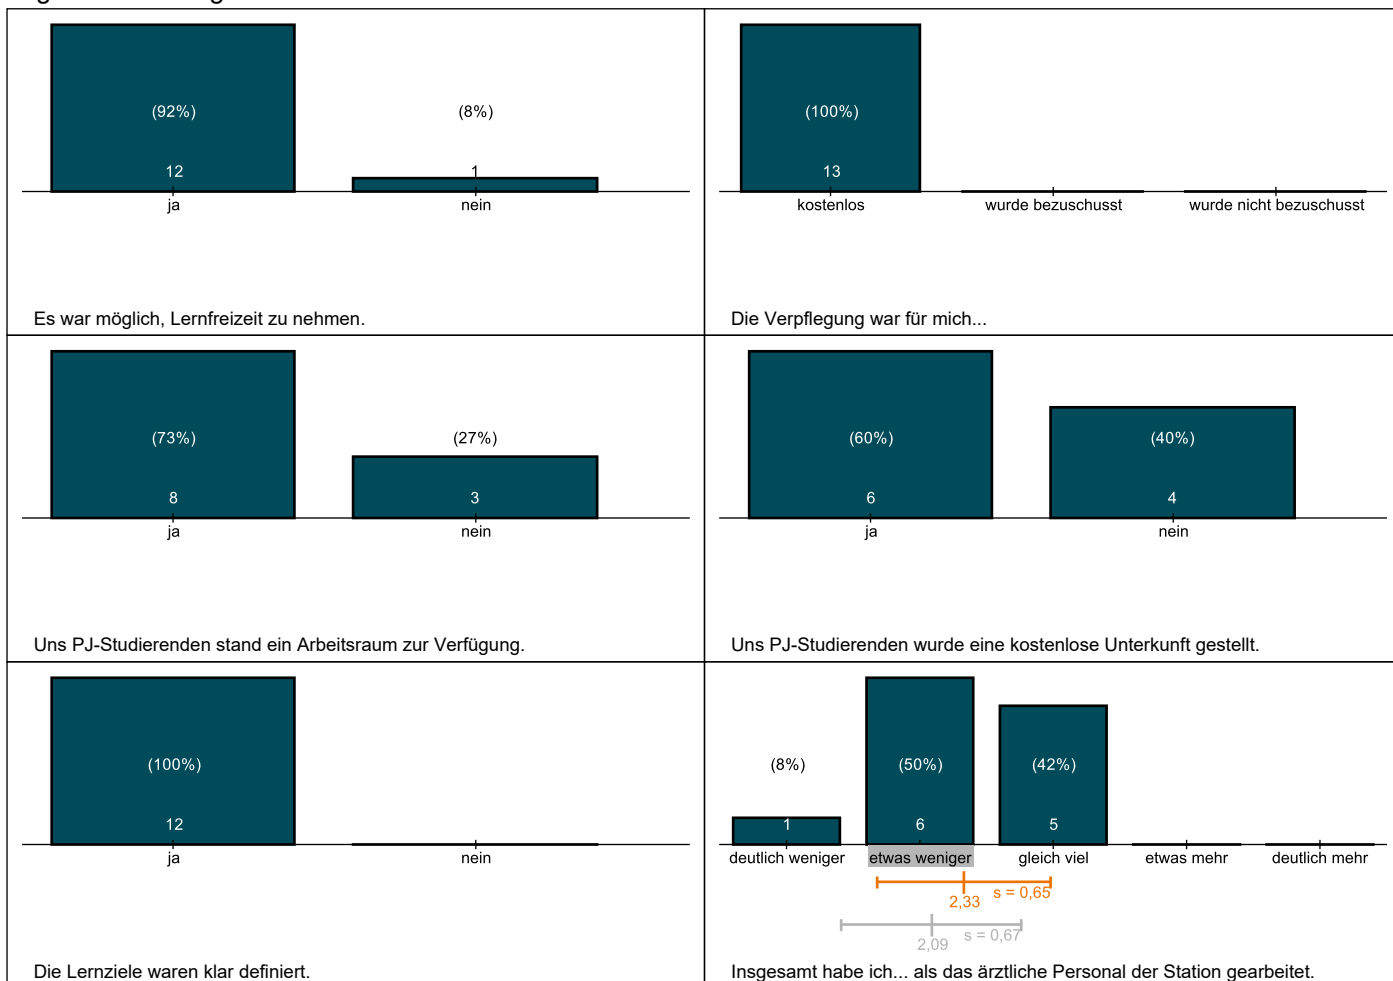 (92%)
(8%)
12
1
ja
nein
Es war möglich, Lernfreizeit zu nehmen.
(100%)
13
kostenlos
wurde bezuschusst
wurde nicht bezuschusst
Die Verpflegung war für mich...
(73%)
(27%)
8
3
ja
nein
Uns PJ-Studierenden stand ein Arbeitsraum zur Verfügung.
(60%)
(40%)
6
4
ja
nein
Uns PJ-Studierenden wurde eine kostenlose Unterkunft gestellt.
(100%)
12
ja
nein
Die Lernziele waren klar definiert.
(8%)
(50%)
(42%)
1
6
5
deutlich weniger
etwas weniger
gleich viel
etwas mehr
deutlich mehr
s = 0,65
2,33
s = 0,67
2,09
Insgesamt habe ich... als das ärztliche Personal der Station gearbeitet.